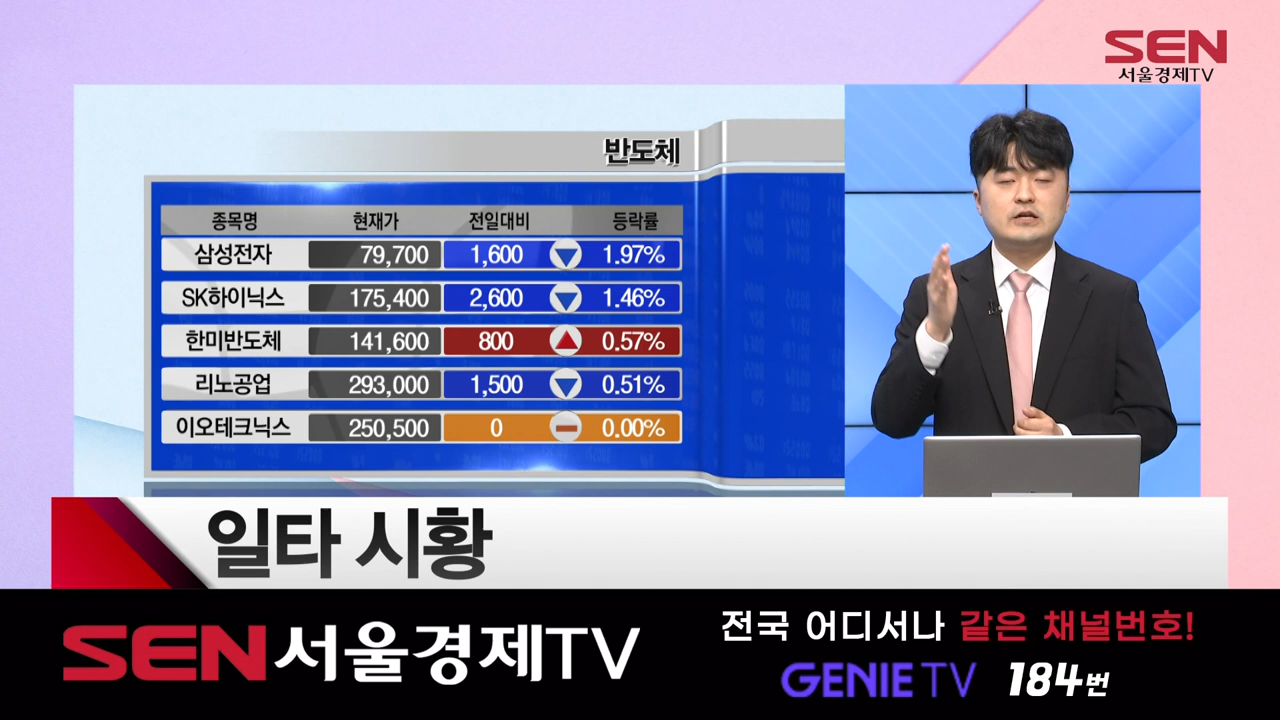 SEN
서울경제TV
반도체
종목명 현재가 전일대비 등락률
삼성전자 79,700 1,600 ▼ 1.97%
SK하이닉스 175,400 2,600 ▼ 1.46%
한미반도체 141,600 800 ▲ 0.57%
리노공업 293,000 1,500 ▼ 0.51%
이오테크닉스 250,500 0 - 0.00%
일타 시황
SEN서울경제TV
전국 어디서나 같은 채널번호!
GENIE TV 184번